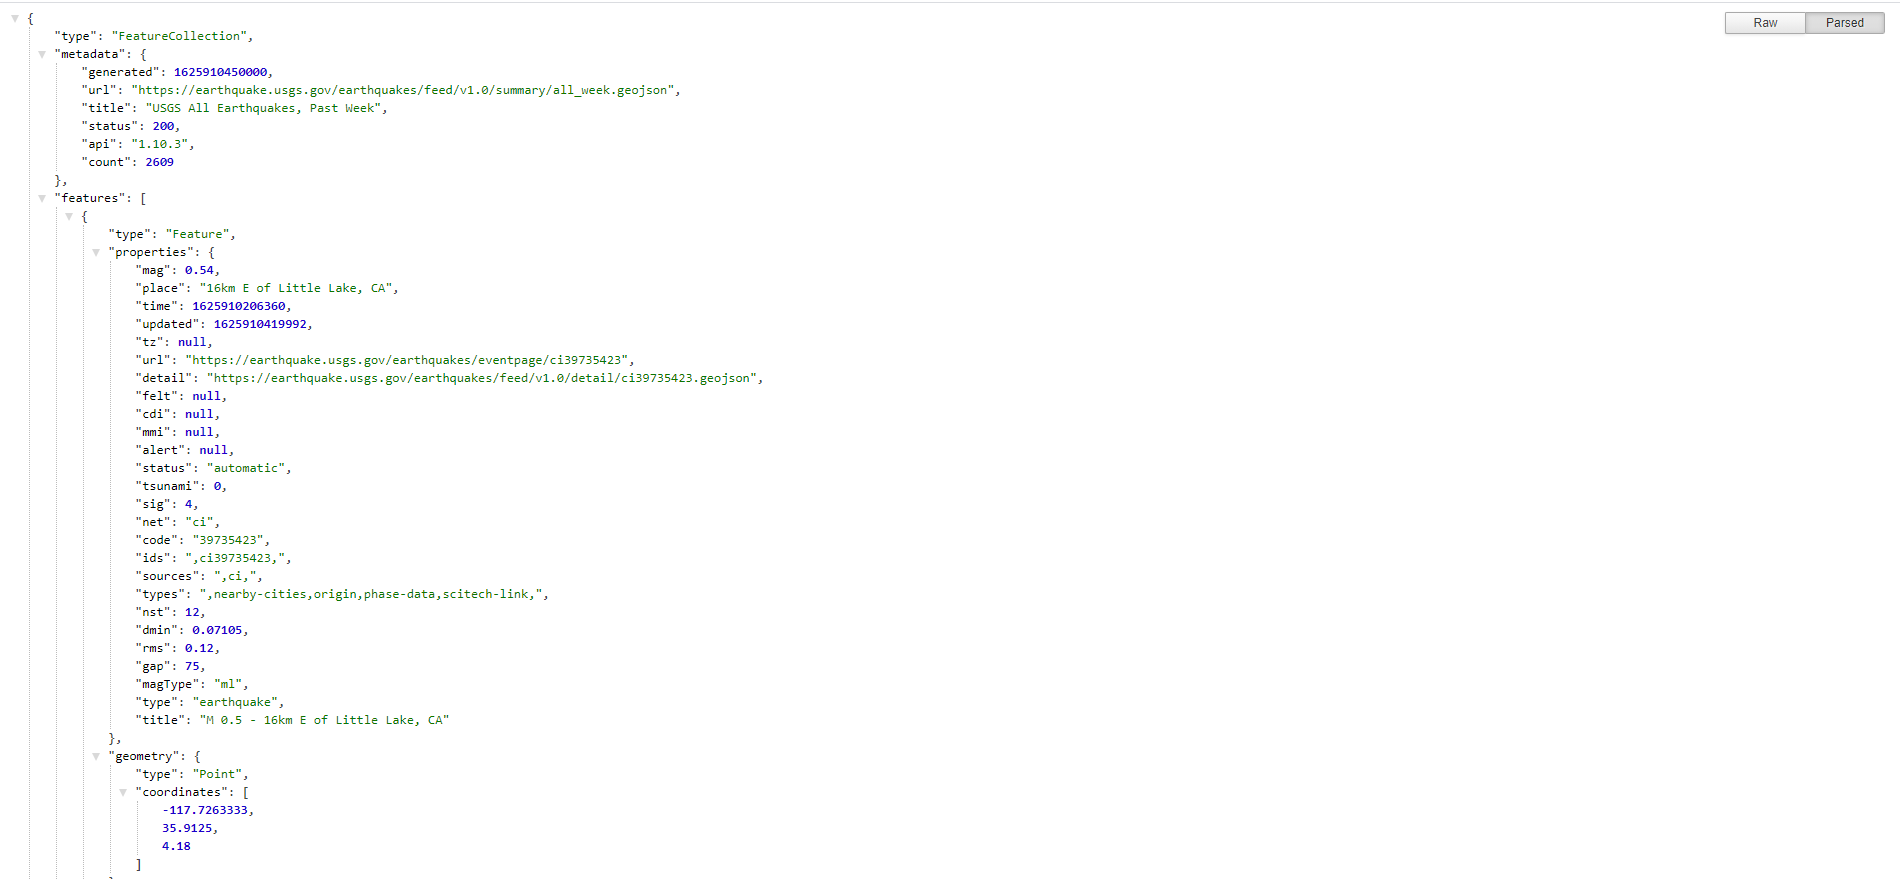 {
Raw Parsed
"type": "FeatureCollection",
"metadata": {
"generated": 1625910450000,
"url": "https://earthquake.usgs.gov/earthquakes/feed/v1.0/summary/all_week.geojson",
"title": "USGS All Earthquakes, Past Week",
"status": 200,
"api": "1.10.3",
"count": 2609
},
"features": [
{
"type": "Feature",
"properties": {
"mag": 0.54,
"place": "16km E of Little Lake, CA",
"time": 1625910206360,
"updated": 1625910419992,
"tz": null,
"url": "https://earthquake.usgs.gov/earthquakes/eventpage/ci39735423",
"detail": "https://earthquake.usgs.gov/earthquakes/feed/v1.0/detail/ci39735423.geojson",
"felt": null,
"cdi": null,
"mmi": null,
"alert": null,
"status": "automatic",
"tsunami": 0,
"sig": 4,
"net": "ci",
"code": "39735423",
"ids": ",ci39735423,",
"sources": ",ci,",
"types": ",nearby-cities,origin,phase-data,scitech-link,",
"nst": 12,
"dmin": 0.07105,
"rms": 0.12,
"gap": 75,
"magType": "ml",
"type": "earthquake",
"title": "M 0.5 - 16km E of Little Lake, CA"
},
"geometry": {
"type": "Point",
"coordinates": [
-117.7263333,
35.9125,
4.18
]